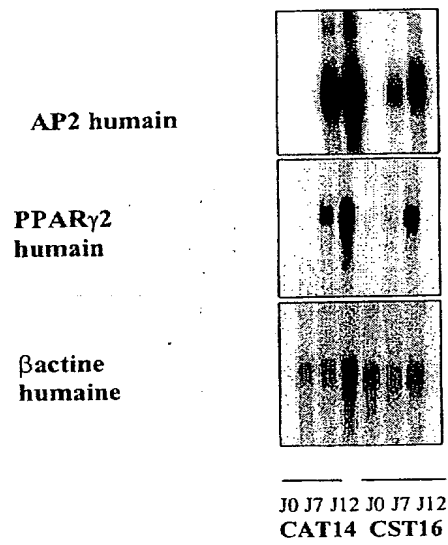 AP2 humain
PPARγ2
humain
βactine
humaine
J0 J7 J12 J0 J7 J12
CAT14 CST16